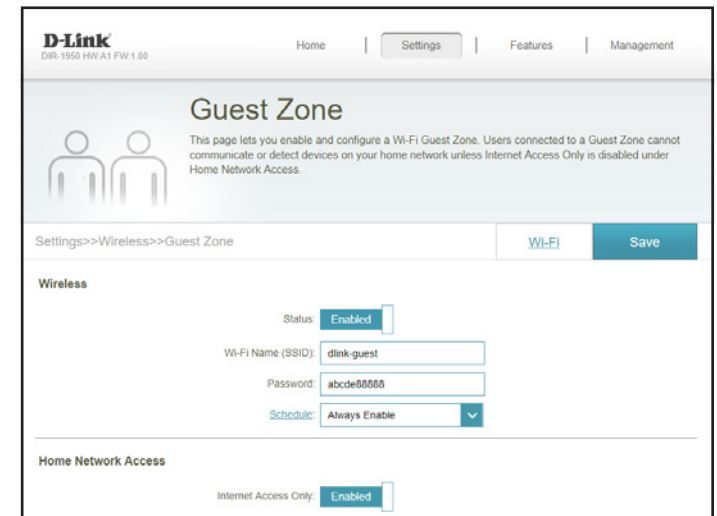 D-Link
DIR-1950 HW:A1 FW:1.00
Home | Settings | Features | Management
Guest Zone
This page lets you enable and configure a Wi-Fi Guest Zone. Users connected to a Guest Zone cannot
communicate or detect devices on your home network unless Internet Access Only is disabled under
Home Network Access.
Settings>>Wireless>>Guest Zone
Wi-Fi
Save
Wireless
Status: Enabled
Wi-Fi Name (SSID): dlink-guest
Password: abcde88888
Schedule: Always Enable
Home Network Access
Internet Access Only: Enabled